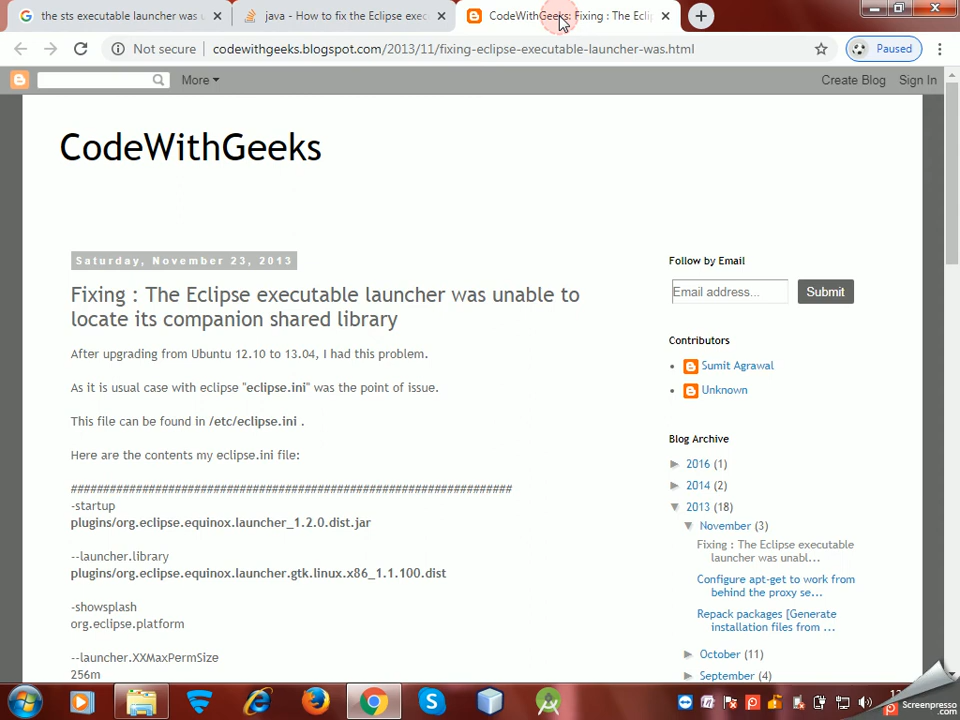 the sts executable launcher was u
java - How to fix the Eclipse exec
CodeWithGeeks: Fixing : The Ecli
Not secure
codewithgeeks.blogspot.com/2013/11/fixing-eclipse-executable-launcher-was.html
Paused
More
Create Blog Sign In
CodeWithGeeks
Saturday, November 23, 2013
Fixing : The Eclipse executable launcher was unable to
locate its companion shared library
After upgrading from Ubuntu 12.10 to 13.04, I had this problem.
As it is usual case with eclipse "eclipse.ini" was the point of issue.
This file can be found in /etc/eclipse.ini .
Here are the contents my eclipse.ini file:
###################################################################
-startup
plugins/org.eclipse.equinox.launcher_1.2.0.dist.jar
--launcher.library
plugins/org.eclipse.equinox.launcher.gtk.linux.x86_1.1.100.dist
-showsplash
org.eclipse.platform
--launcher.XXMaxPermSize
256m
Follow by Email
Email address...
Submit
Contributors
Sumit Agrawal
Unknown
Blog Archive
► 2016 (1)
► 2014 (2)
▼ 2013 (18)
▼ November (3)
Fixing : The Eclipse executable
launcher was unabl...
Configure apt-get to work from
behind the proxy se...
Repack packages [Generate
installation files from ...
► October (11)
► September (4)
Screenpresso
.com